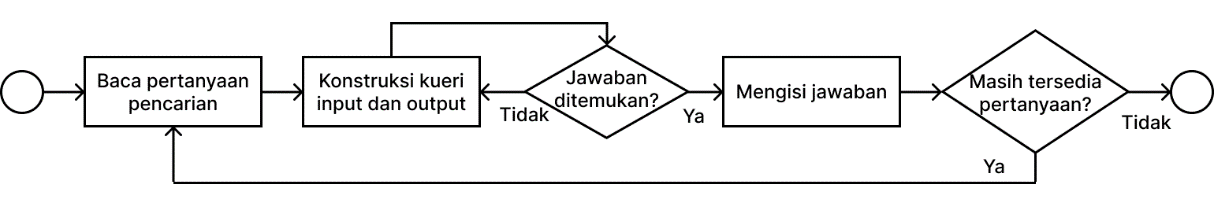 Baca pertanyaan
pencarian
Konstruksi kueri
input dan output
Jawaban
ditemukan?
Tidak
Ya
Mengisi jawaban
Masih tersedia
pertanyaan?
Tidak
Ya